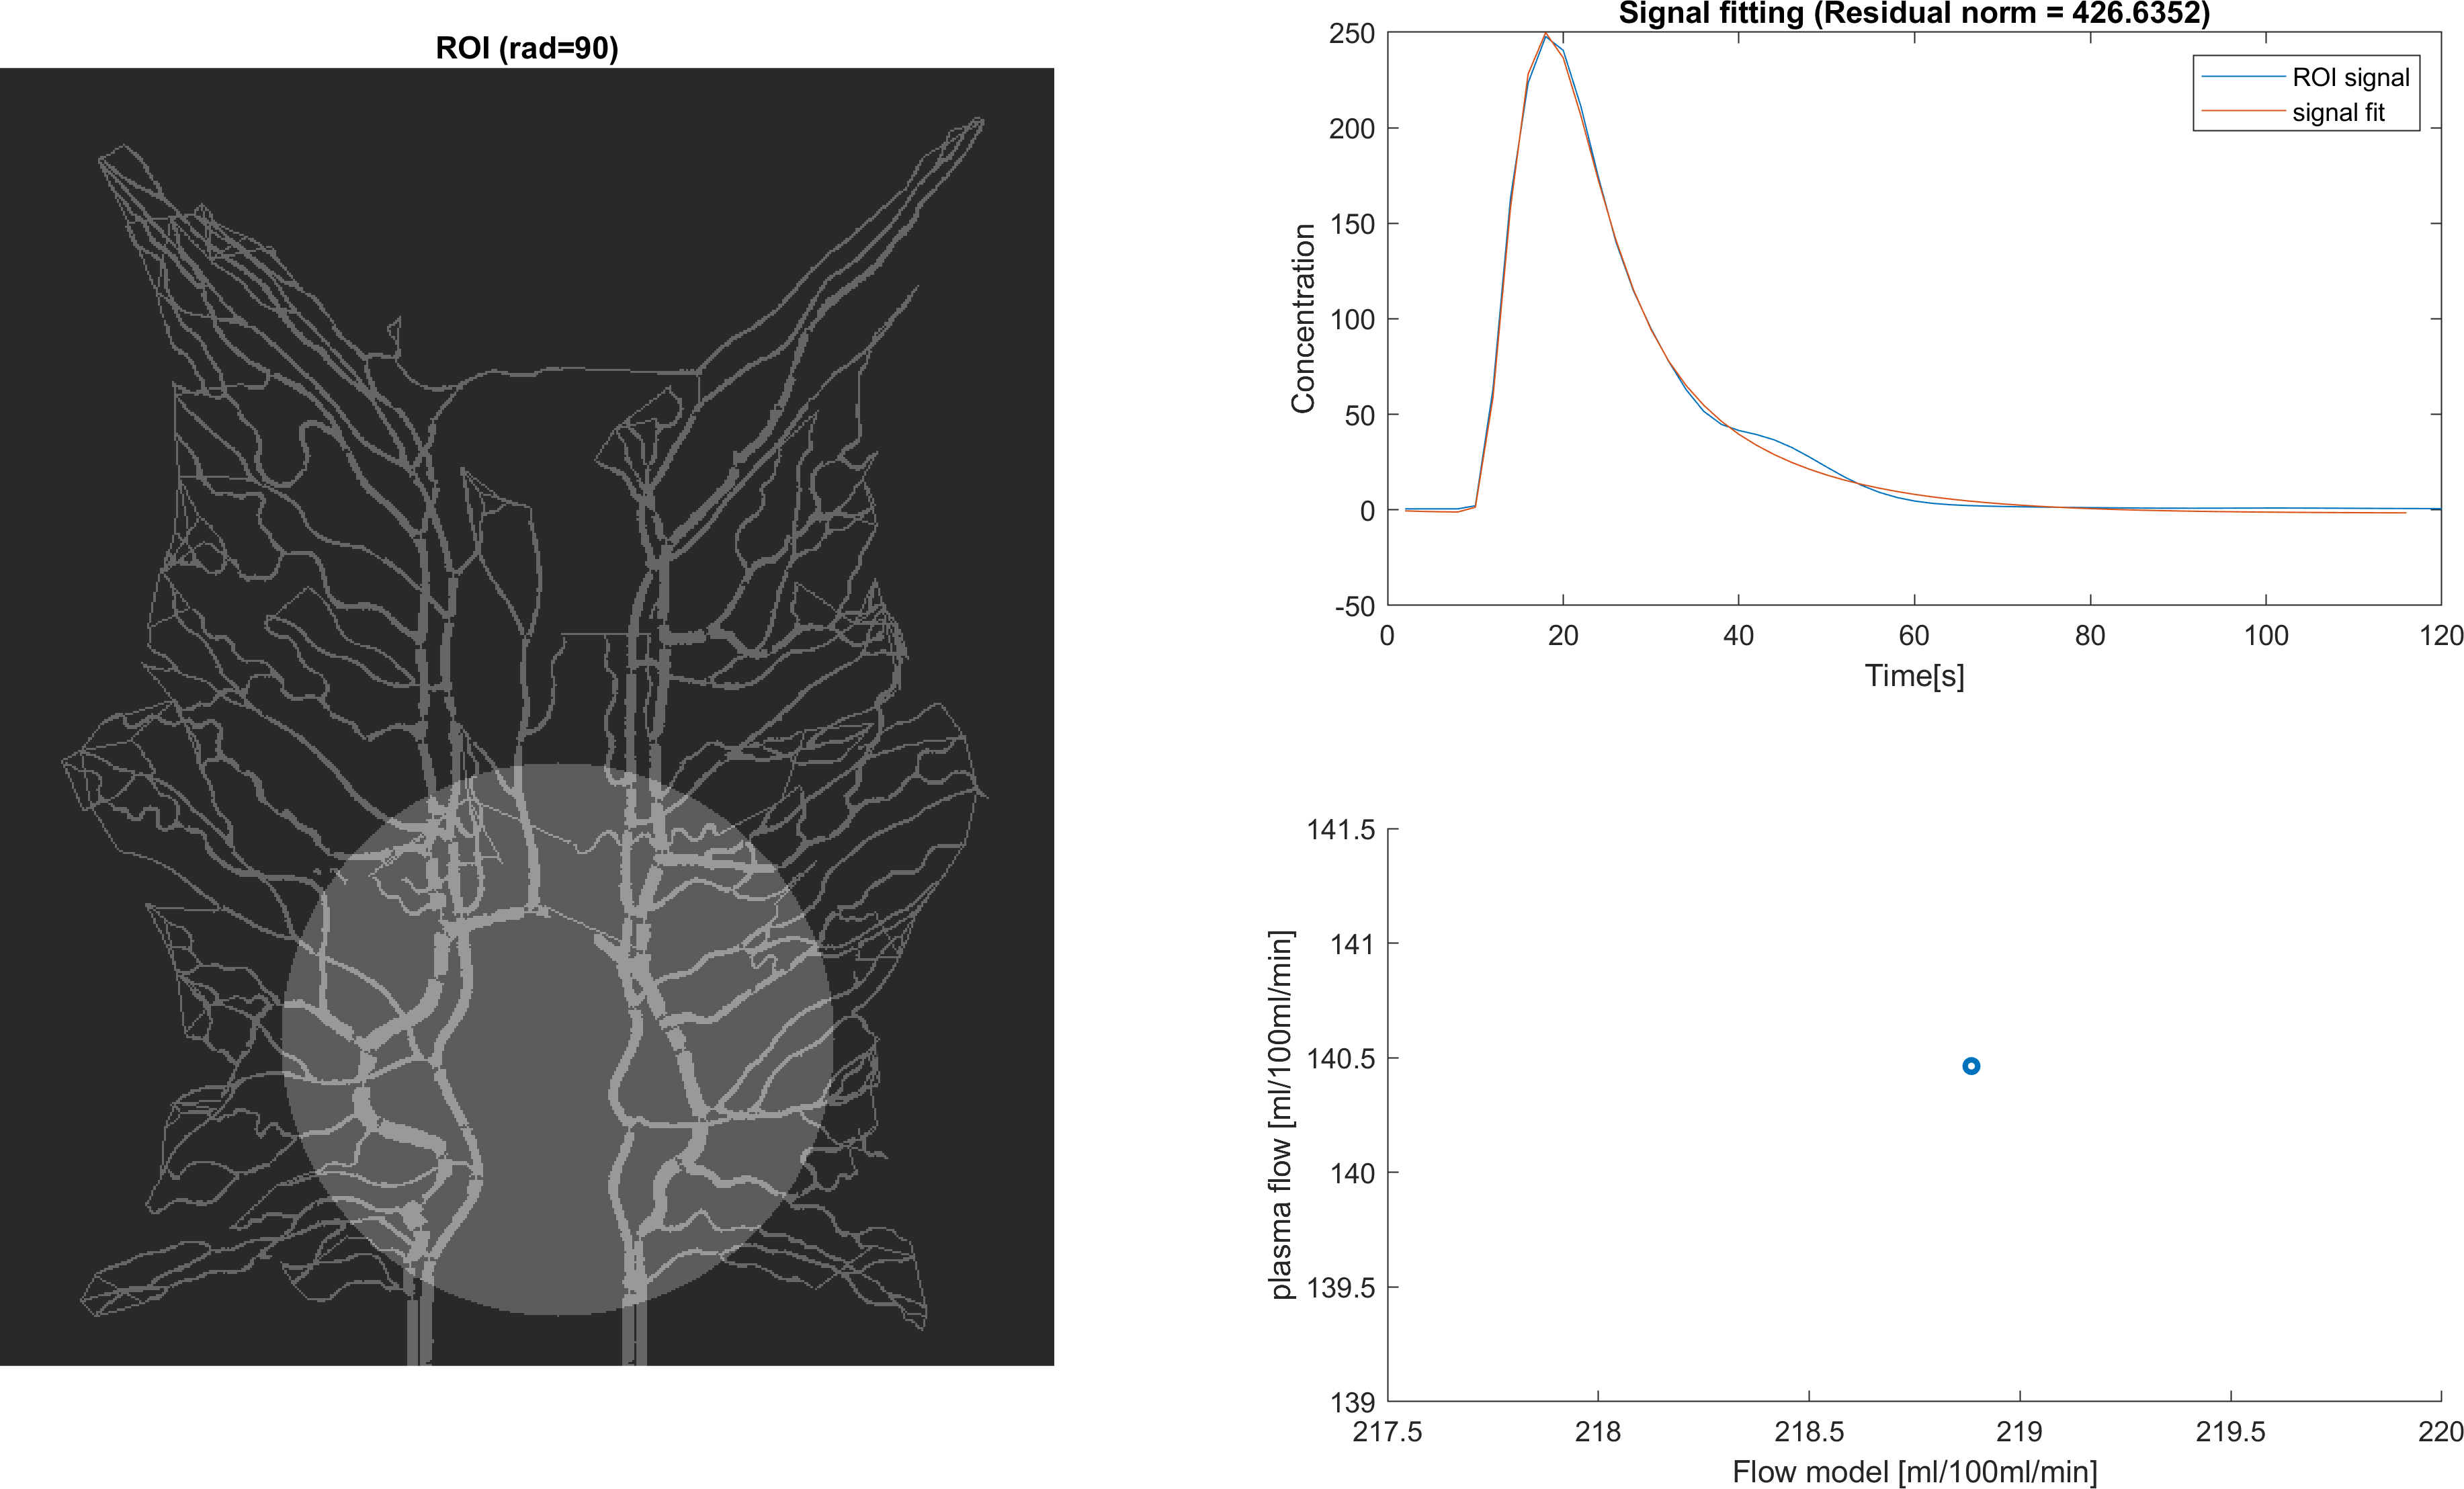 ROI (rad=90)
Signal fitting (Residual norm = 426.6352)
250
200
150
100
50
0
-50
Concentration
ROI signal
signal fit
0 20 40 60 80 100 120
Time[s]
141.5
141
140.5
140
139.5
139
plasma flow [ml/100ml/min]
217.5 218 218.5 219 219.5 220
Flow model [ml/100ml/min]